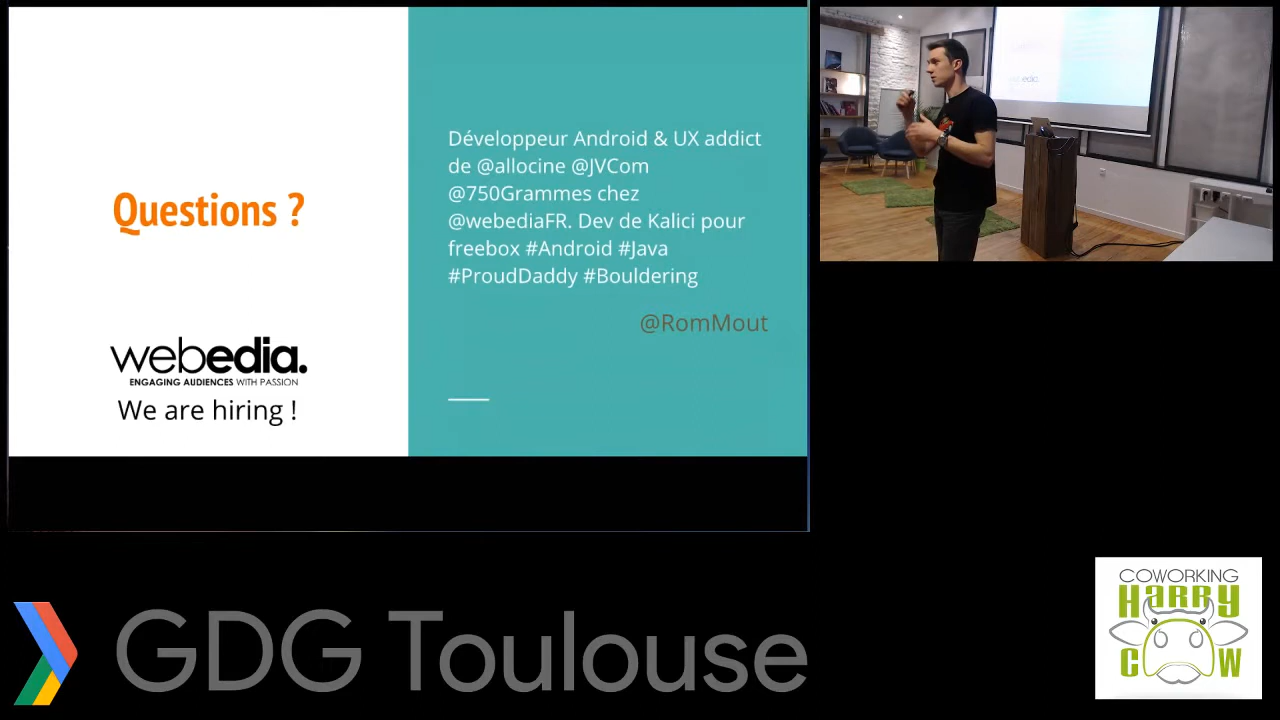 Questions ?
webedia.
ENGAGING AUDIENCES WITH PASSION
We are hiring !
Développeur Android & UX addict
de @allocine @JVCom
@750Grammes chez
@webediaFR. Dev de Kalici pour
freebox #Android #Java
#ProudDaddy #Bouldering
@RomMout
GDG Toulouse
COWORKING
HARRY
COW